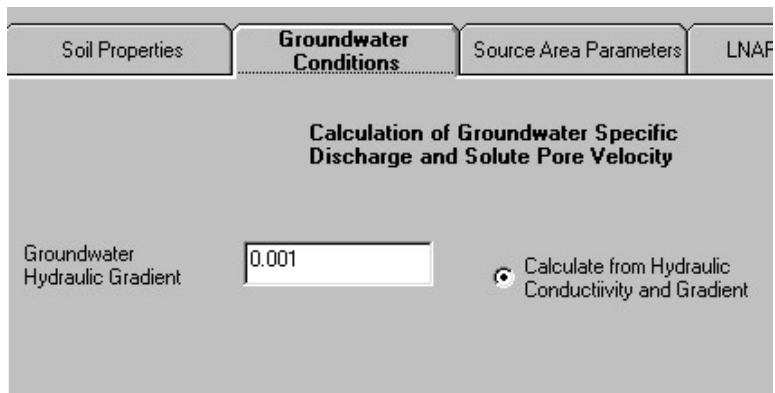 Soil Properties
Groundwater
Conditions
Source Area Parameters
Calculation of Groundwater Specific
Discharge and Solute Pore Velocity
Groundwater
Hydraulic Gradient
0.001
Calculate from Hydraulic
Conductiivity and Gradient